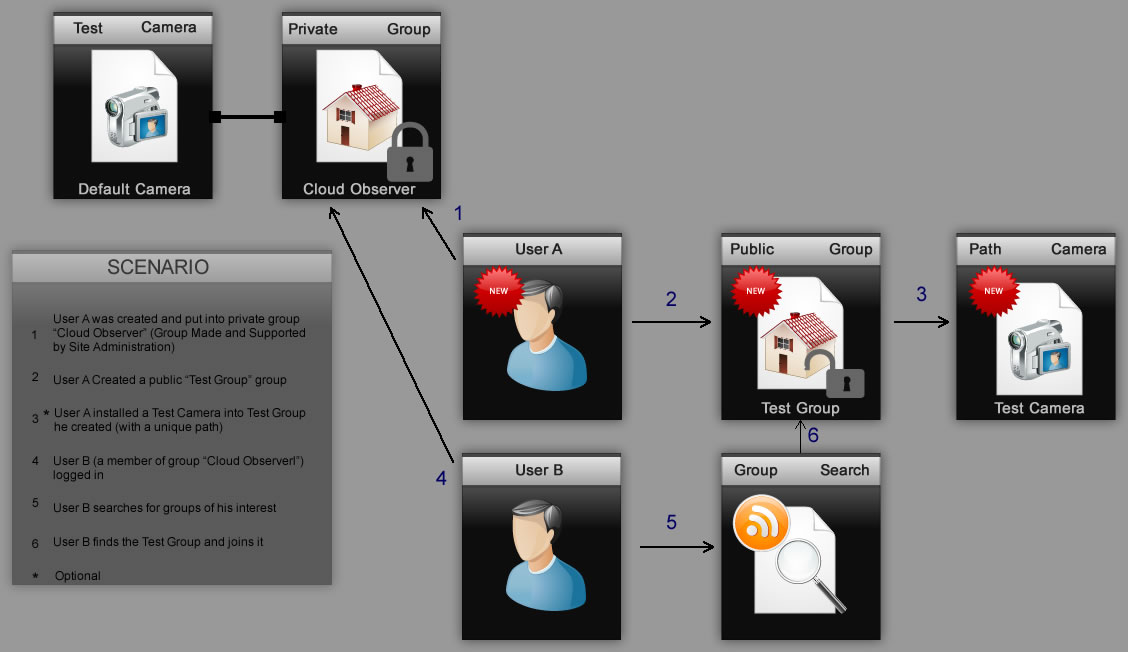 Test Camera
Default Camera
Private Group
Cloud Observer
1
User A
NEW
2
Public Group
NEW
Test Group
3
Path Camera
NEW
Test Camera
SCENARIO
1 User A was created and put into private group
“Cloud Observer” (Group Made and Supported
by Site Administration)
2 User A Created a public “Test Group” group
3 * User A installed a Test Camera into Test Group
he created (with a unique path)
4 User B (a member of group “Cloud Observerl”)
logged in
5 User B searches for groups of his interest
6 User B finds the Test Group and joins it
* Optional
4
User B
5
6
Group Search